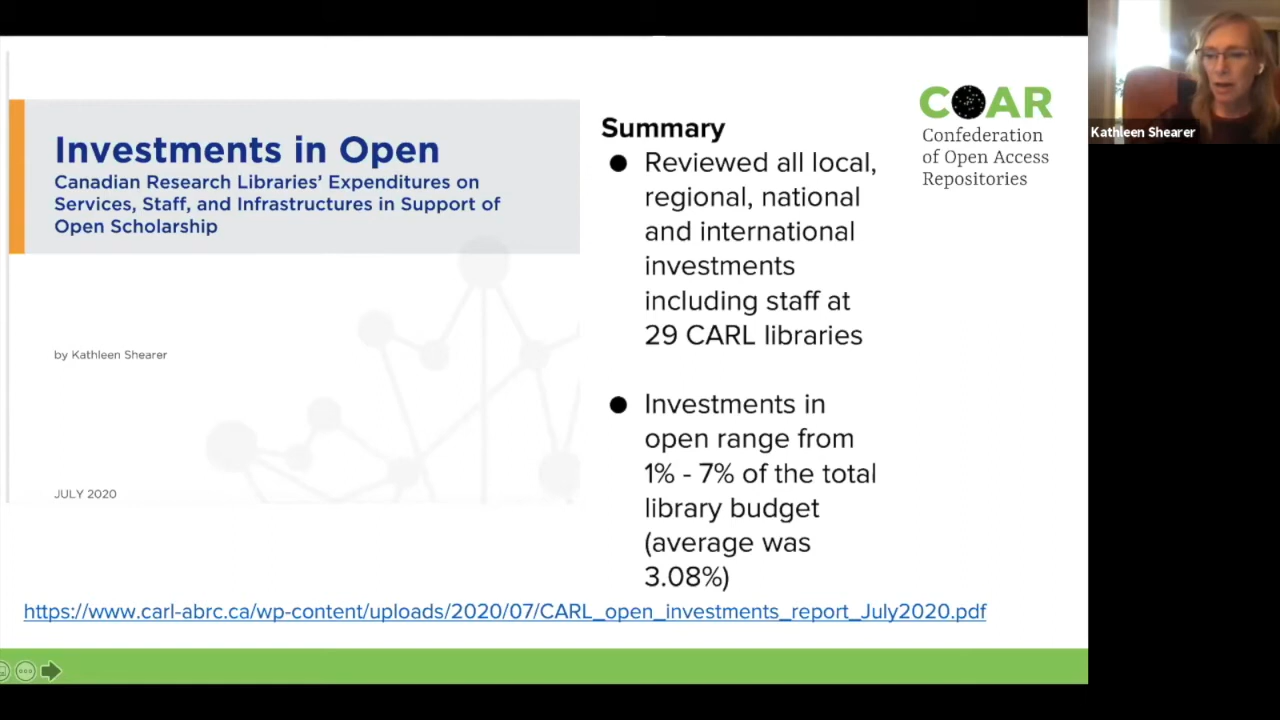 Investments in Open
Canadian Research Libraries' Expenditures on
Services, Staff, and Infrastructures in Support of
Open Scholarship
by Kathleen Shearer
JULY 2020
Summary
● Reviewed all local,
regional, national
and international
investments
including staff at
29 CARL libraries
● Investments in
open range from
1% - 7% of the total
library budget
(average was
3.08%)
https://www.carl-abrc.ca/wp-content/uploads/2020/07/CARL_open_investments_report_July2020.pdf
COAR
Confederation
of Open Access
Repositories
Kathleen Shearer